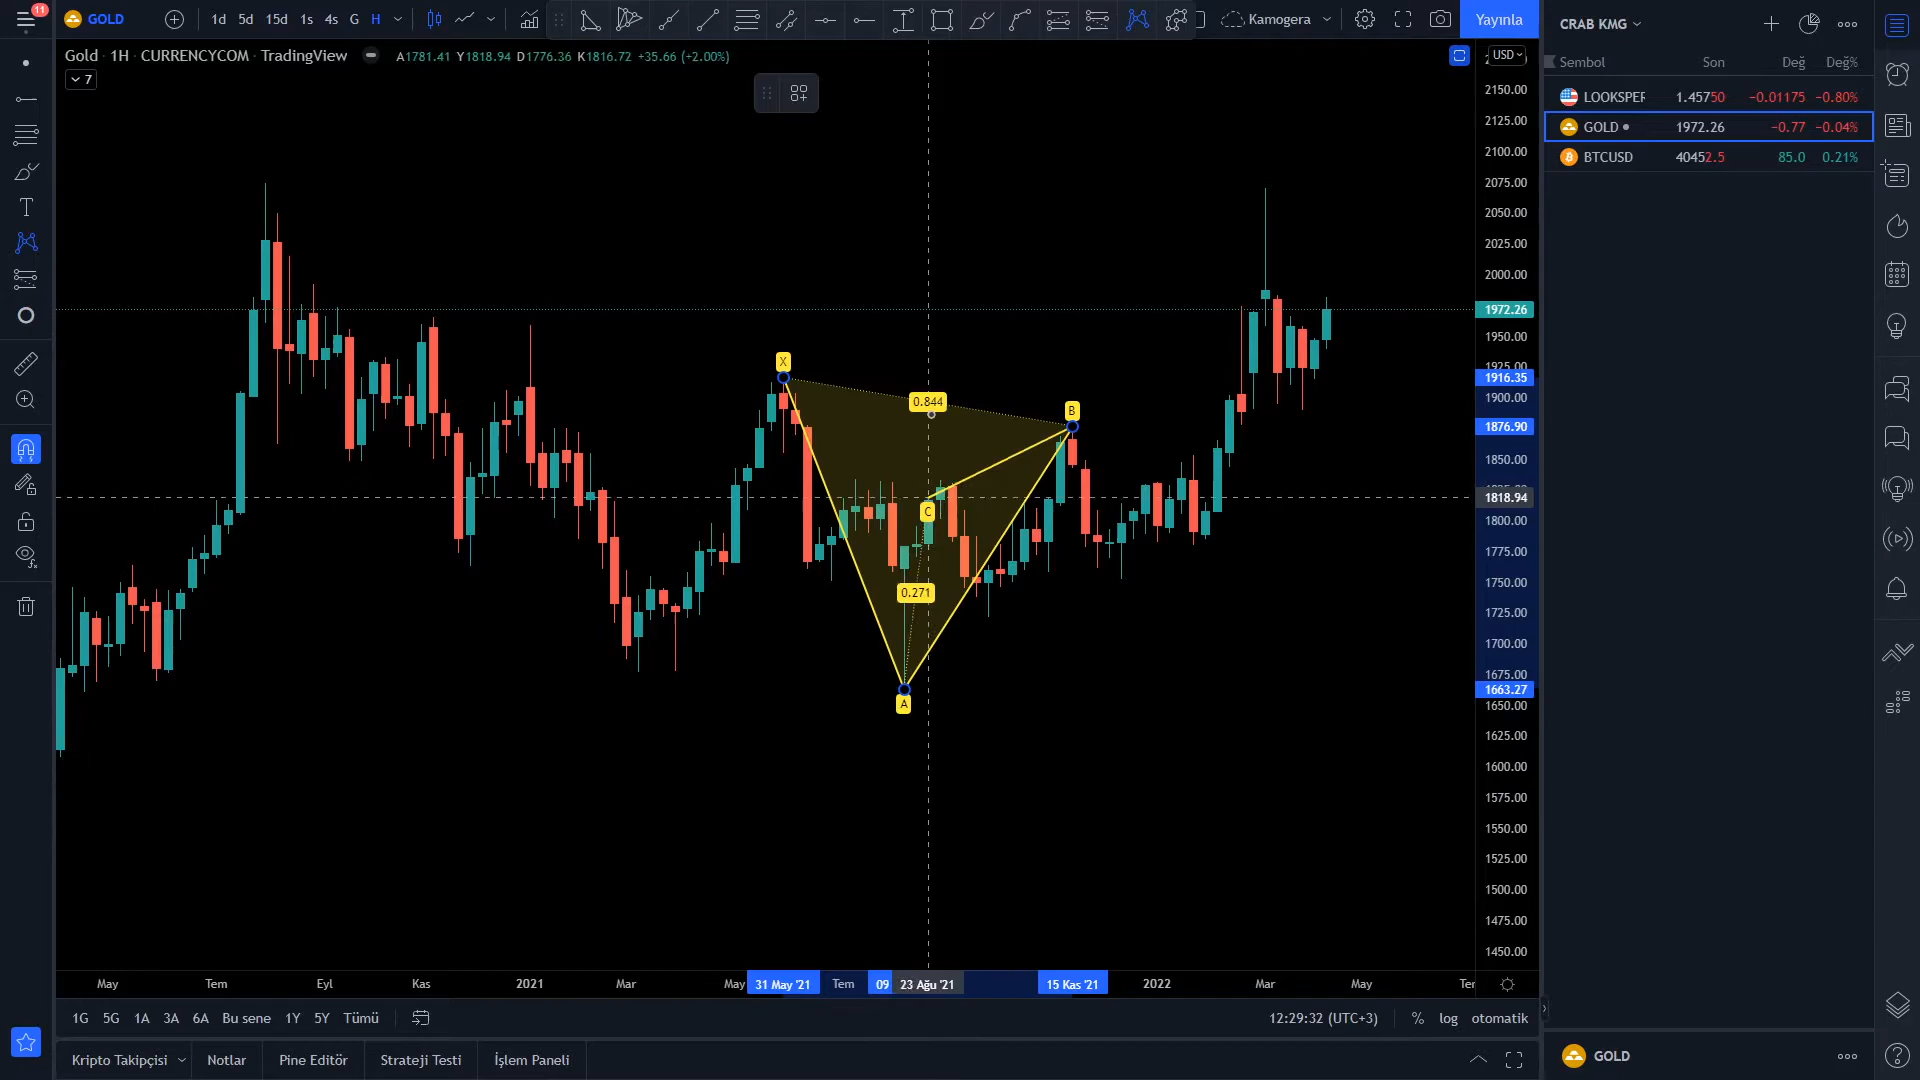 11
GOLD
1d 5d 15d 1s 4s G H
Kamogera
Yayınla
Gold · 1H · CURRENCYCOM · TradingView
A1781.41 Y1818.94 D1776.36 K1816.72 +35.66 (+2.00%)
7
USD
2150.00
2125.00
2100.00
2075.00
2050.00
2025.00
2000.00
1972.26
1950.00
1925.00
1916.35
1900.00
1876.90
1850.00
1818.94
1800.00
1775.00
1750.00
1725.00
1700.00
1675.00
1663.27
1650.00
1625.00
1600.00
1575.00
1550.00
1525.00
1500.00
1475.00
1450.00
X
0.844
B
C
0.271
A
May Tem Eyl Kas 2021 Mar May 31 May '21 Tem 09 23 Ağu '21 15 Kas '21 2022 Mar May Ter
1G 5G 1A 3A 6A Bu sene 1Y 5Y Tümü
12:29:32 (UTC+3) % log otomatik
Kripto Takipçisi Notlar Pine Editör Strateji Testi İşlem Paneli
CRAB KMG
Sembol Son Değ Değ%
LOOKSPER 1.45750 −0.01175 −0.80%
GOLD 1972.26 −0.77 −0.04%
BTCUSD 40452.5 85.0 0.21%
GOLD